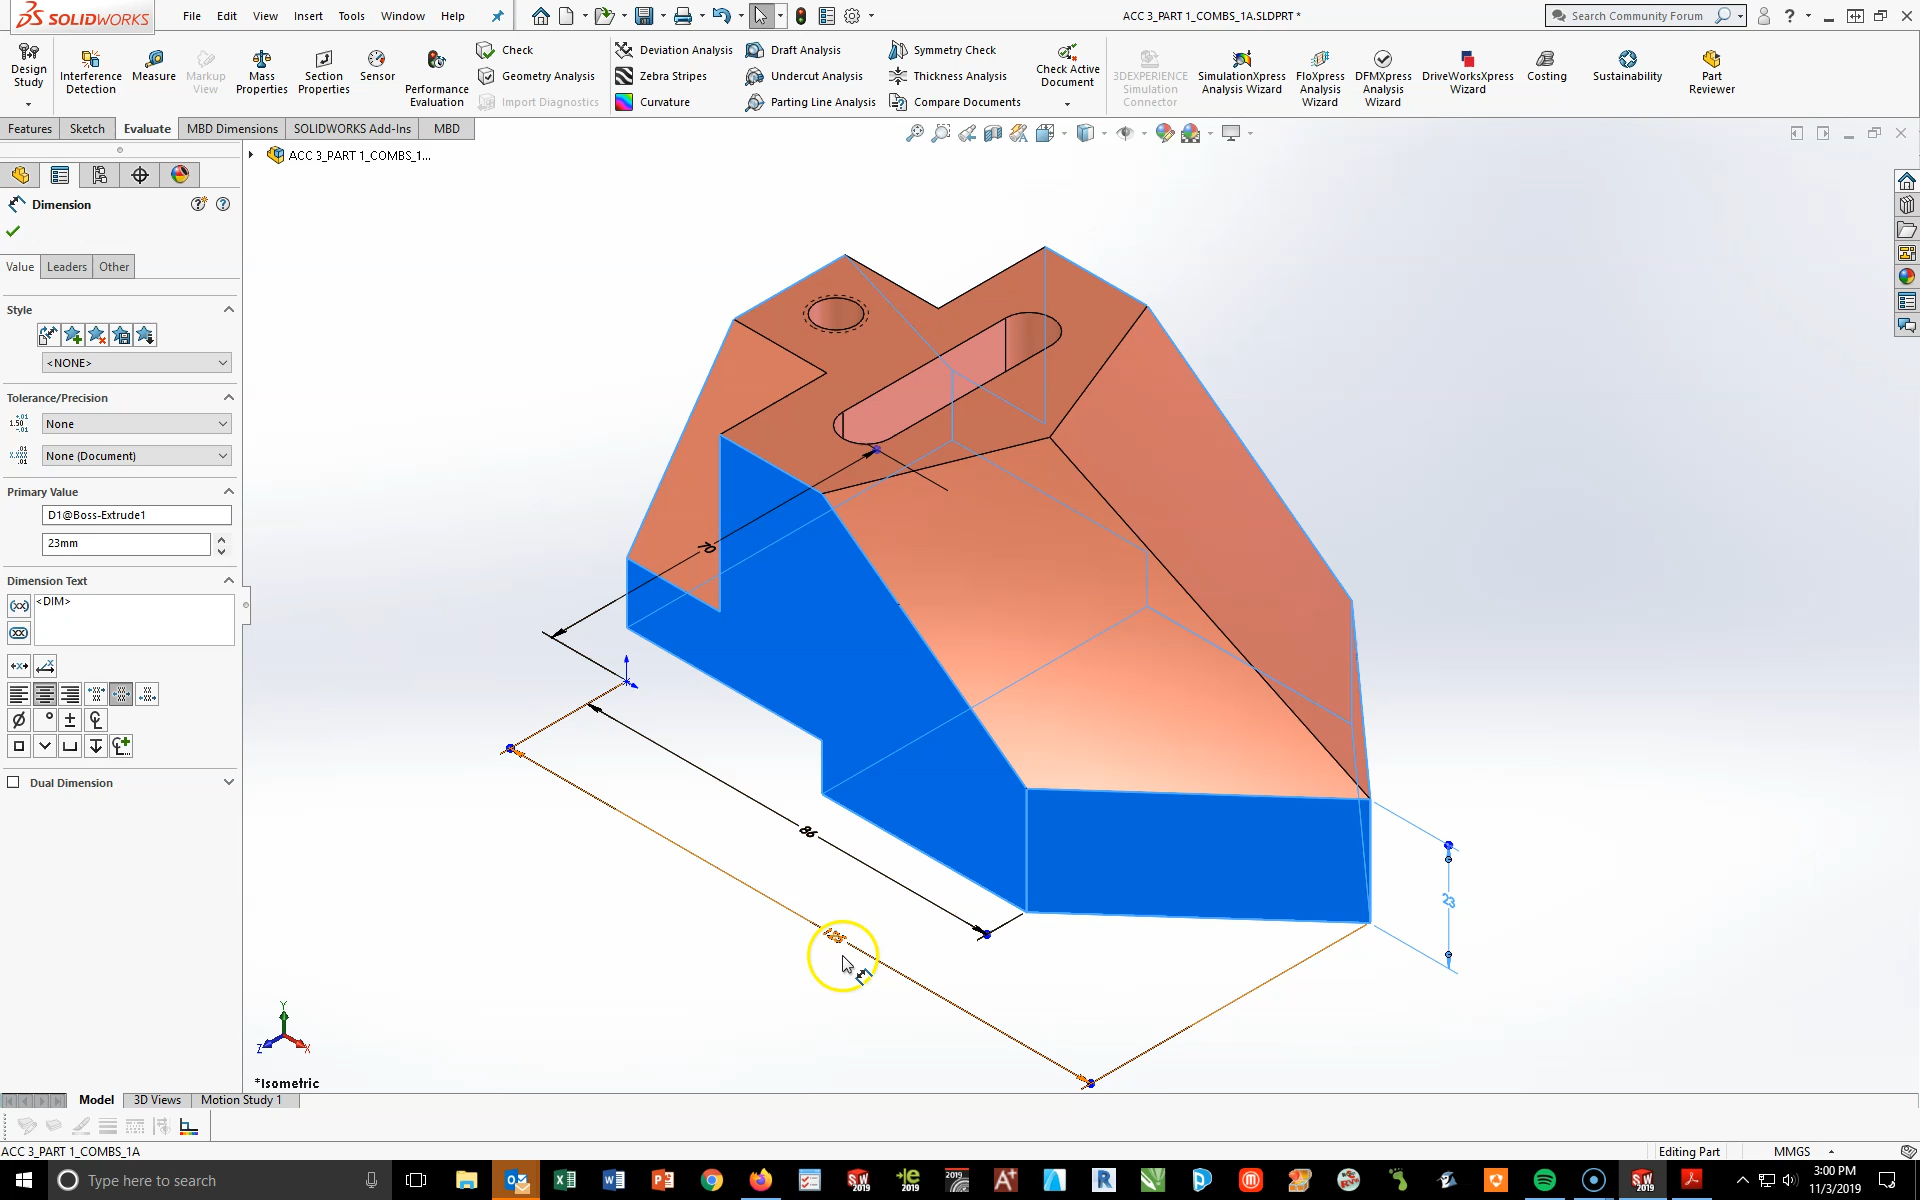 SOLIDWORKS
File Edit View Insert Tools Window Help
ACC 3_PART 1_COMBS_1A.SLDPRT *
Search Community Forum
Design Study
Interference Detection
Measure
Markup View
Mass Properties
Section Properties
Sensor
Performance Evaluation
Check
Geometry Analysis
Import Diagnostics
Deviation Analysis
Zebra Stripes
Curvature
Draft Analysis
Undercut Analysis
Parting Line Analysis
Symmetry Check
Thickness Analysis
Compare Documents
Check Active Document
3DEXPERIENCE Simulation Connector
SimulationXpress Analysis Wizard
FloXpress Analysis Wizard
DFMXpress Analysis Wizard
DriveWorksXpress Wizard
Costing
Sustainability
Part Reviewer
Features Sketch Evaluate MBD Dimensions SOLIDWORKS Add-Ins MBD
ACC 3_PART 1_COMBS_1...
Dimension
Value Leaders Other
Style
<NONE>
Tolerance/Precision
None
None (Document)
Primary Value
D1@Boss-Extrude1
23mm
Dimension Text
<DIM>
Dual Dimension
70
86
23
Y
Z
X
*Isometric
Model 3D Views Motion Study 1
ACC 3_PART 1_COMBS_1A
Editing Part
MMGS
Type here to search
3:00 PM
11/3/2019